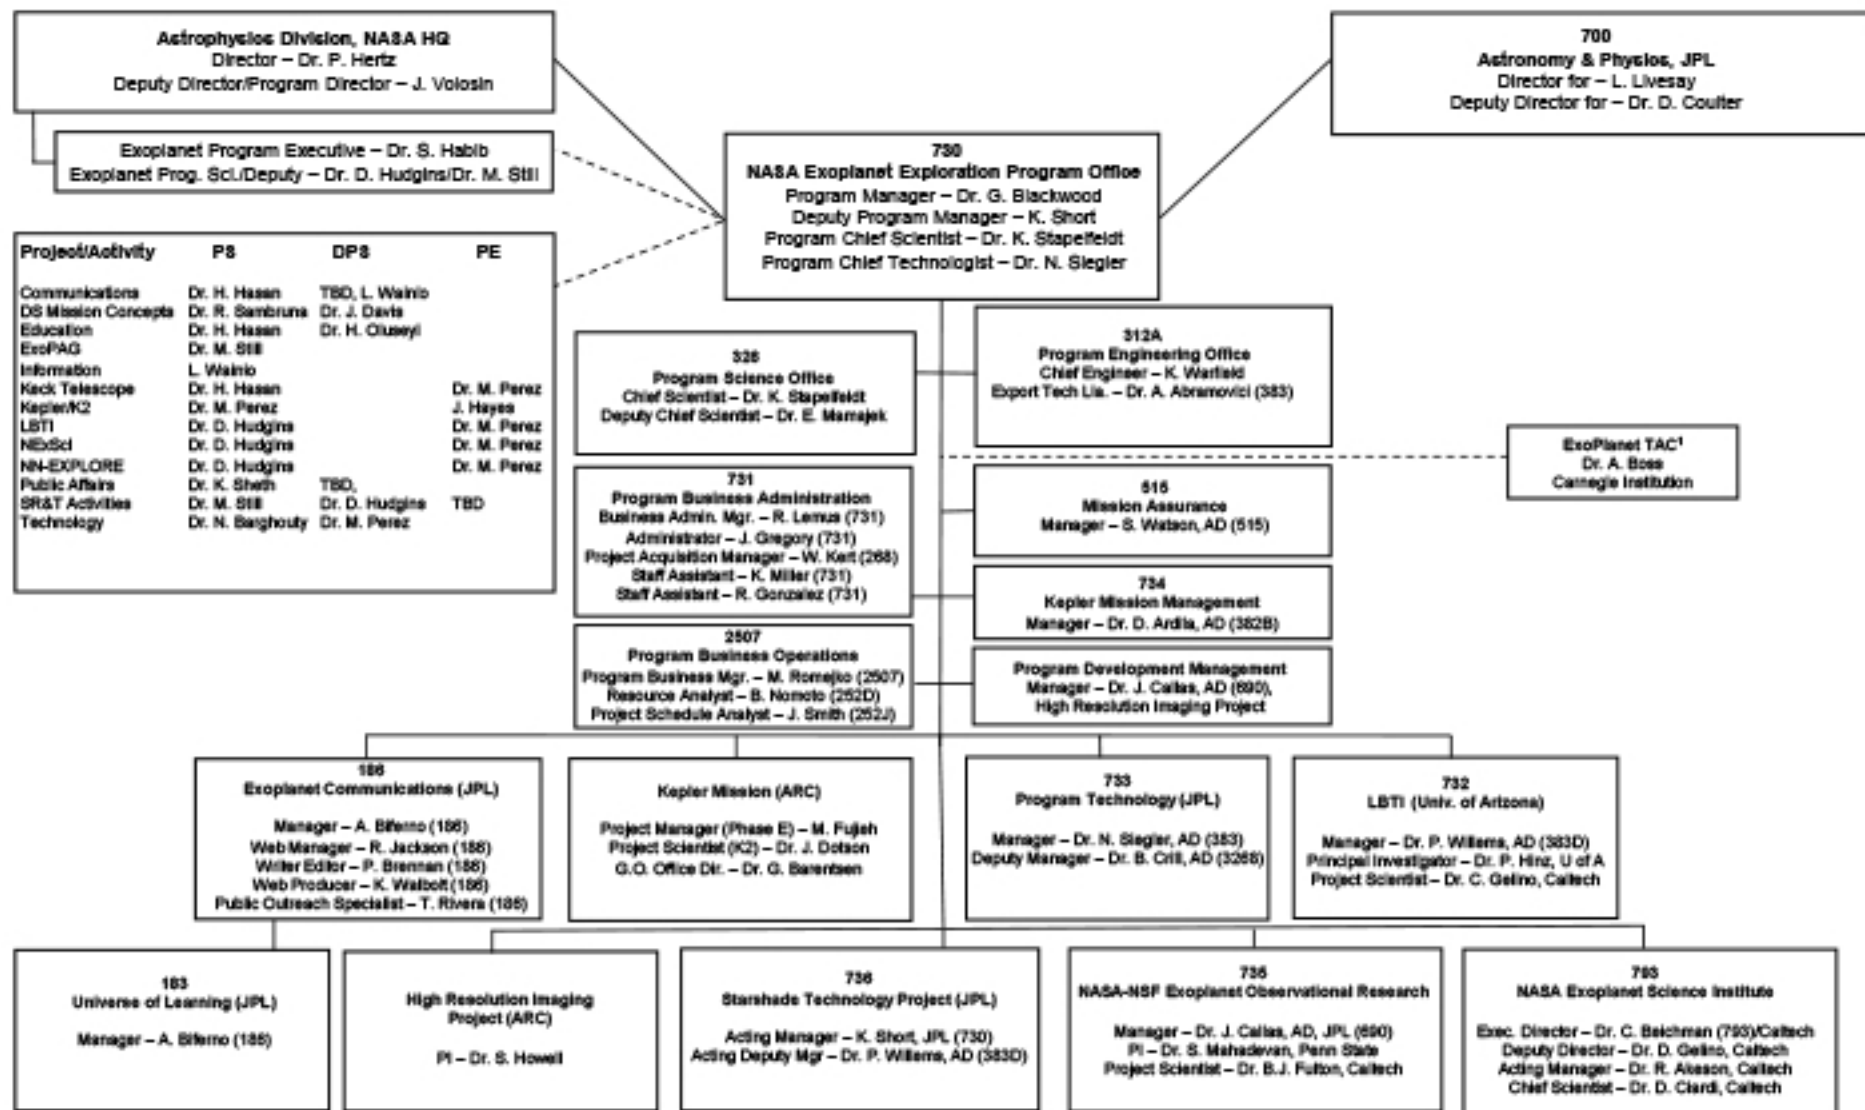 Astrophysics Division, NASA HQ
Director – Dr. P. Hertz
Deputy Director/Program Director – J. Volosin
Exoplanet Program Executive – Dr. S. Habib
Exoplanet Prog. Sci./Deputy – Dr. D. Hudgins/Dr. M. Still
700
Astronomy & Physics, JPL
Director for – L. Livesay
Deputy Director for – Dr. D. Coulter
730
NASA Exoplanet Exploration Program Office
Program Manager – Dr. G. Blackwood
Deputy Program Manager – K. Short
Program Chief Scientist – Dr. K. Stapelfeldt
Program Chief Technologist – Dr. N. Siegler
Project/Activity PS DPS PE
Communications Dr. H. Hasan TBD, L. Wainio
DS Mission Concepts Dr. R. Sambruna Dr. J. Davis
Education Dr. H. Hasan Dr. H. Oluseyi
ExoPAG Dr. M. Still
Information L. Wainio
Keck Telescope Dr. H. Hasan Dr. M. Perez
Kepler/K2 Dr. M. Perez J. Hayes
LBTI Dr. D. Hudgins Dr. M. Perez
NExScI Dr. D. Hudgins Dr. M. Perez
NN-EXPLORE Dr. D. Hudgins Dr. M. Perez
Public Affairs Dr. K. Sheth TBD,
SR&T Activities Dr. M. Still Dr. D. Hudgins TBD
Technology Dr. N. Barghouty Dr. M. Perez
326
Program Science Office
Chief Scientist – Dr. K. Stapelfeldt
Deputy Chief Scientist – Dr. E. Mamajek
312A
Program Engineering Office
Chief Engineer – K. Warfield
Export Tech Lia. – Dr. A. Abramovici (383)
ExoPlanet TAC¹
Dr. A. Boss
Carnegie Institution
731
Program Business Administration
Business Admin. Mgr. – R. Lemus (731)
Administrator – J. Gregory (731)
Project Acquisition Manager – W. Kert (268)
Staff Assistant – K. Miller (731)
Staff Assistant – R. Gonzalez (731)
515
Mission Assurance
Manager – S. Watson, AD (515)
734
Kepler Mission Management
Manager – Dr. D. Ardila, AD (382B)
2507
Program Business Operations
Program Business Mgr. – M. Romejko (2507)
Resource Analyst – B. Nomoto (252D)
Project Schedule Analyst – J. Smith (252J)
Program Development Management
Manager – Dr. J. Callas, AD (690),
High Resolution Imaging Project
186
Exoplanet Communications (JPL)
Manager – A. Biferno (186)
Web Manager – R. Jackson (186)
Writer Editor – P. Brennan (186)
Web Producer – K. Walbolt (186)
Public Outreach Specialist – T. Rivera (186)
Kepler Mission (ARC)
Project Manager (Phase E) – M. Fujieh
Project Scientist (K2) – Dr. J. Dotson
G.O. Office Dir. – Dr. G. Barentsen
733
Program Technology (JPL)
Manager – Dr. N. Siegler, AD (383)
Deputy Manager – Dr. B. Crill, AD (3268)
732
LBTI (Univ. of Arizona)
Manager – Dr. P. Willems, AD (383D)
Principal Investigator – Dr. P. Hinz, U of A
Project Scientist – Dr. C. Gelino, Caltech
183
Universe of Learning (JPL)
Manager – A. Biferno (186)
High Resolution Imaging
Project (ARC)
PI – Dr. S. Howell
736
Starshade Technology Project (JPL)
Acting Manager – K. Short, JPL (730)
Acting Deputy Mgr – Dr. P. Willems, AD (383D)
735
NASA-NSF Exoplanet Observational Research
Manager – Dr. J. Callas, AD, JPL (690)
PI – Dr. S. Mahadevan, Penn State
Project Scientist – Dr. B.J. Fulton, Caltech
793
NASA Exoplanet Science Institute
Exec. Director – Dr. C. Beichman (793)/Caltech
Deputy Director – Dr. D. Gelino, Caltech
Acting Manager – Dr. R. Akeson, Caltech
Chief Scientist – Dr. D. Ciardi, Caltech